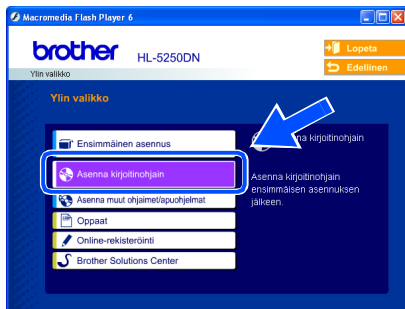 Macromedia Flash Player 6
brother HL-5250DN
Lopeta
Edellinen
Ylin valikko
Ylin valikko
Ensimmäinen asennus
Asenna kirjoitinohjain
Asenna muut ohjaimet/apuohjelmat
Oppaat
Online-rekisteröinti
Brother Solutions Center
kirjoitinohjain
Asenna kirjoitinohjain
ensimmäisen asennuksen
jälkeen.